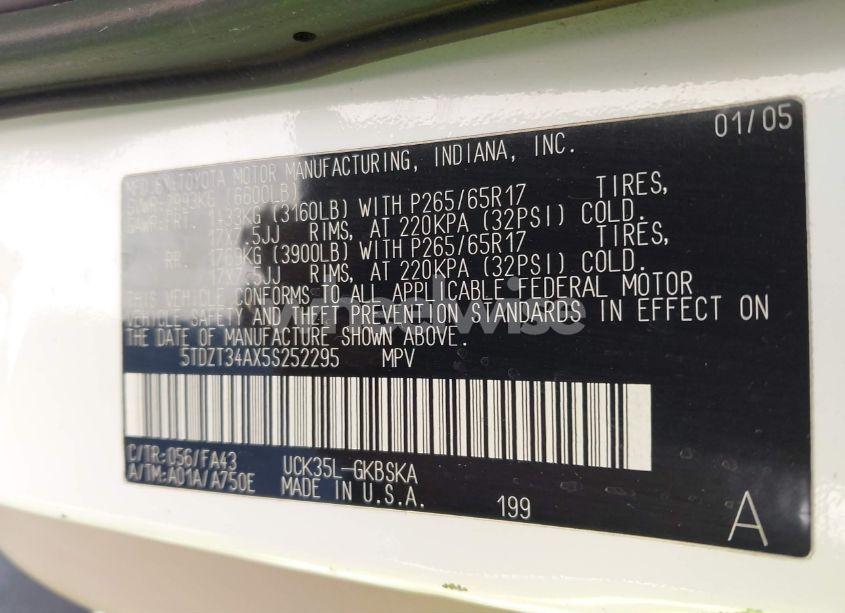 01/05
MFD.BY:TOYOTA MOTOR MANUFACTURING, INDIANA, INC.
GVWR:2993KG (6600LB)
GAWR:FRT. 1433KG (3160LB) WITH P265/65R17 TIRES,
17X7.5JJ RIMS, AT 220KPA (32PSI) COLD.
RR. 1769KG (3900LB) WITH P265/65R17 TIRES,
17X7.5JJ RIMS, AT 220KPA (32PSI) COLD.
THIS VEHICLE CONFORMS TO ALL APPLICABLE FEDERAL MOTOR
VEHICLE SAFETY AND THEFT PREVENTION STANDARDS IN EFFECT ON
THE DATE OF MANUFACTURE SHOWN ABOVE.
5TDZT34AX5S252295 MPV
C/TR:056/FA43 UCK35L-GKBSKA
A/TM:A01A/A750E MADE IN U.S.A. 199 A
wheelwise